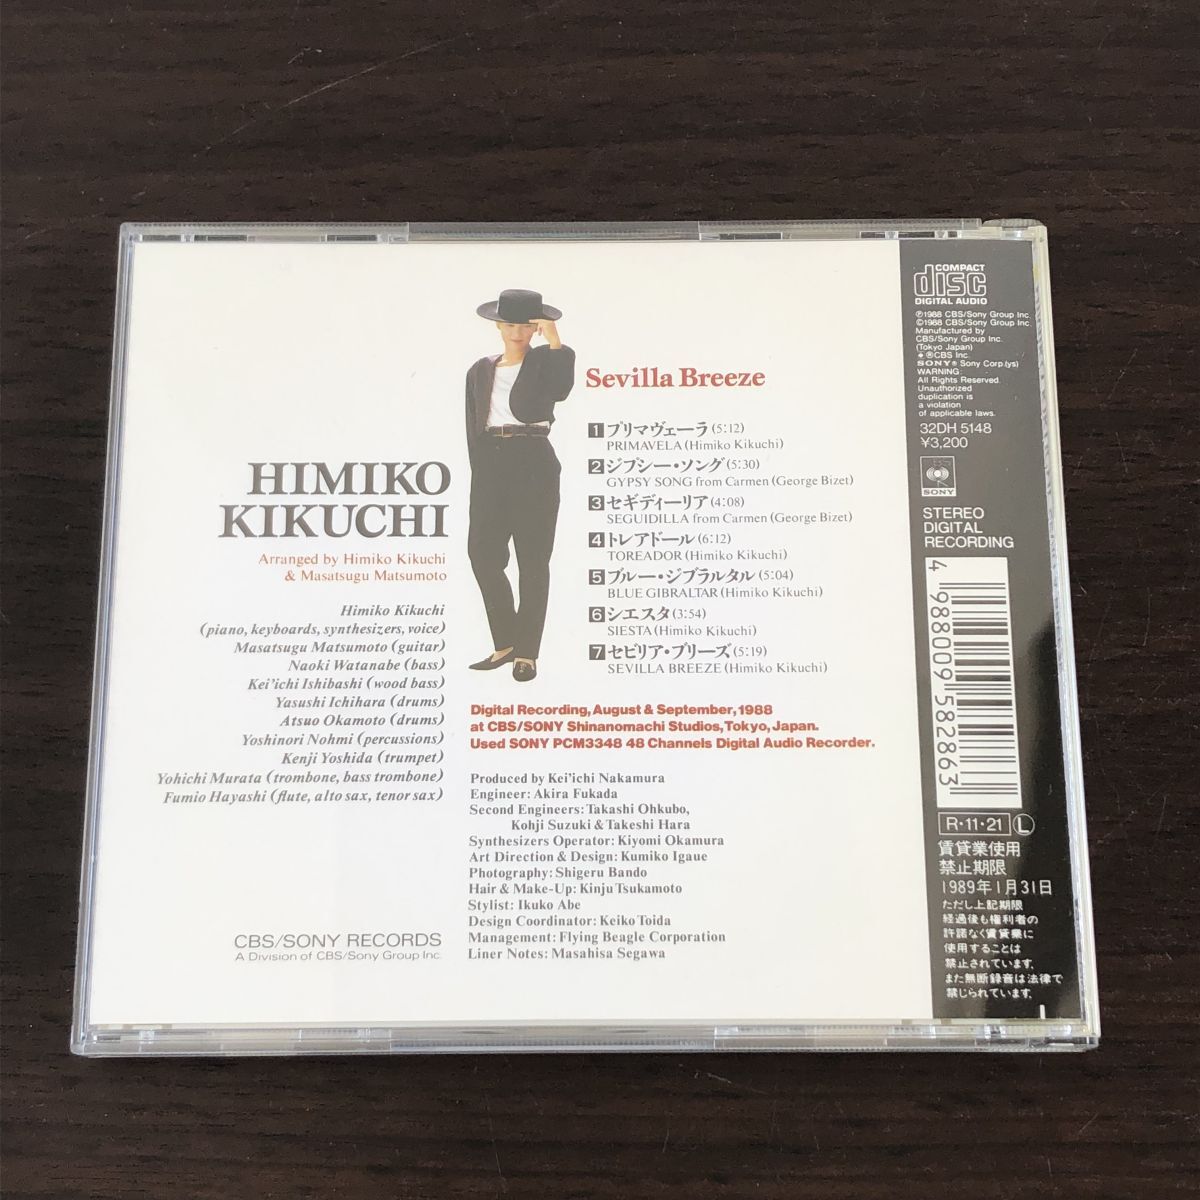 HIMIKO
KIKUCHI
Arranged by Himiko Kikuchi
& Masatsugu Matsumoto
Himiko Kikuchi
(piano, keyboards, synthesizers, voice)
Masatsugu Matsumoto (guitar)
Naoki Watanabe (bass)
Kei'ichi Ishibashi (wood bass)
Yasushi Ichihara (drums)
Atsuo Okamoto (drums)
Yoshinori Nohmi (percussions)
Kenji Yoshida (trumpet)
Yohichi Murata (trombone, bass trombone)
Fumio Hayashi (flute, alto sax, tenor sax)
CBS/SONY RECORDS
A Division of CBS/Sony Group Inc.
Sevilla Breeze
1 プリマヴェーラ (5:12)
PRIMAVELA (Himiko Kikuchi)
2 ジプシー・ソング (5:30)
GYPSY SONG from Carmen (George Bizet)
3 セギディーリア (4:08)
SEGUIDILLA from Carmen (George Bizet)
4 トレアドール (6:12)
TOREADOR (Himiko Kikuchi)
5 ブルー・ジブラルタル (5:04)
BLUE GIBRALTAR (Himiko Kikuchi)
6 シエスタ (3:54)
SIESTA (Himiko Kikuchi)
7 セビリア・ブリーズ (5:19)
SEVILLA BREEZE (Himiko Kikuchi)
Digital Recording, August & September, 1988
at CBS/SONY Shinanomachi Studios, Tokyo, Japan.
Used SONY PCM3348 48 Channels Digital Audio Recorder.
Produced by Kei'ichi Nakamura
Engineer: Akira Fukada
Second Engineers: Takashi Ohkubo,
Kohji Suzuki & Takeshi Hara
Synthesizers Operator: Kiyomi Okamura
Art Direction & Design: Kumiko Igaue
Photography: Shigeru Bando
Hair & Make-Up: Kinju Tsukamoto
Stylist: Ikuko Abe
Design Coordinator: Keiko Toida
Management: Flying Beagle Corporation
Liner Notes: Masahisa Segawa
COMPACT
disc
DIGITAL AUDIO
℗1988 CBS/Sony Group Inc.
©1988 CBS/Sony Group Inc.
Manufactured by
CBS/Sony Group Inc.
(Tokyo Japan)
®CBS Inc.
SONY® Sony Corp.(ys)
WARNING:
All Rights Reserved.
Unauthorized
duplication is
a violation
of applicable laws.
32DH 5148
¥3,200
CBS
SONY
STEREO
DIGITAL
RECORDING
4 988009 582863
R・11・21 Ⓛ
賃貸業使用
禁止期限
1989年1月31日
ただし上記期限
経過後も権利者の
許諾なく賃貸業に
使用することは
禁止されています。
また無断録音は法律で
禁じられています。